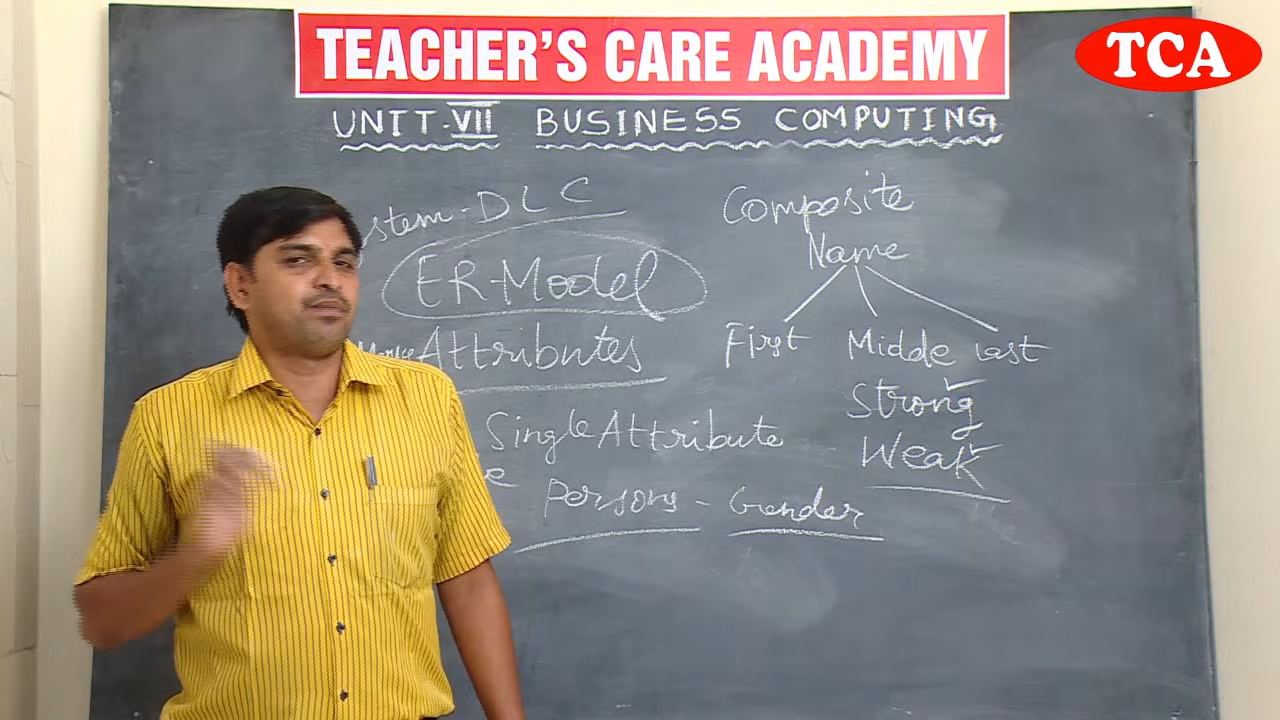 TEACHER'S CARE ACADEMY
TCA
UNIT-VII BUSINESS COMPUTING
stem-DLC
ER-Model
Attributes
Single Attribute
e
Persons - Gender
Composite
Name
First Midde Last
Strong
Weak